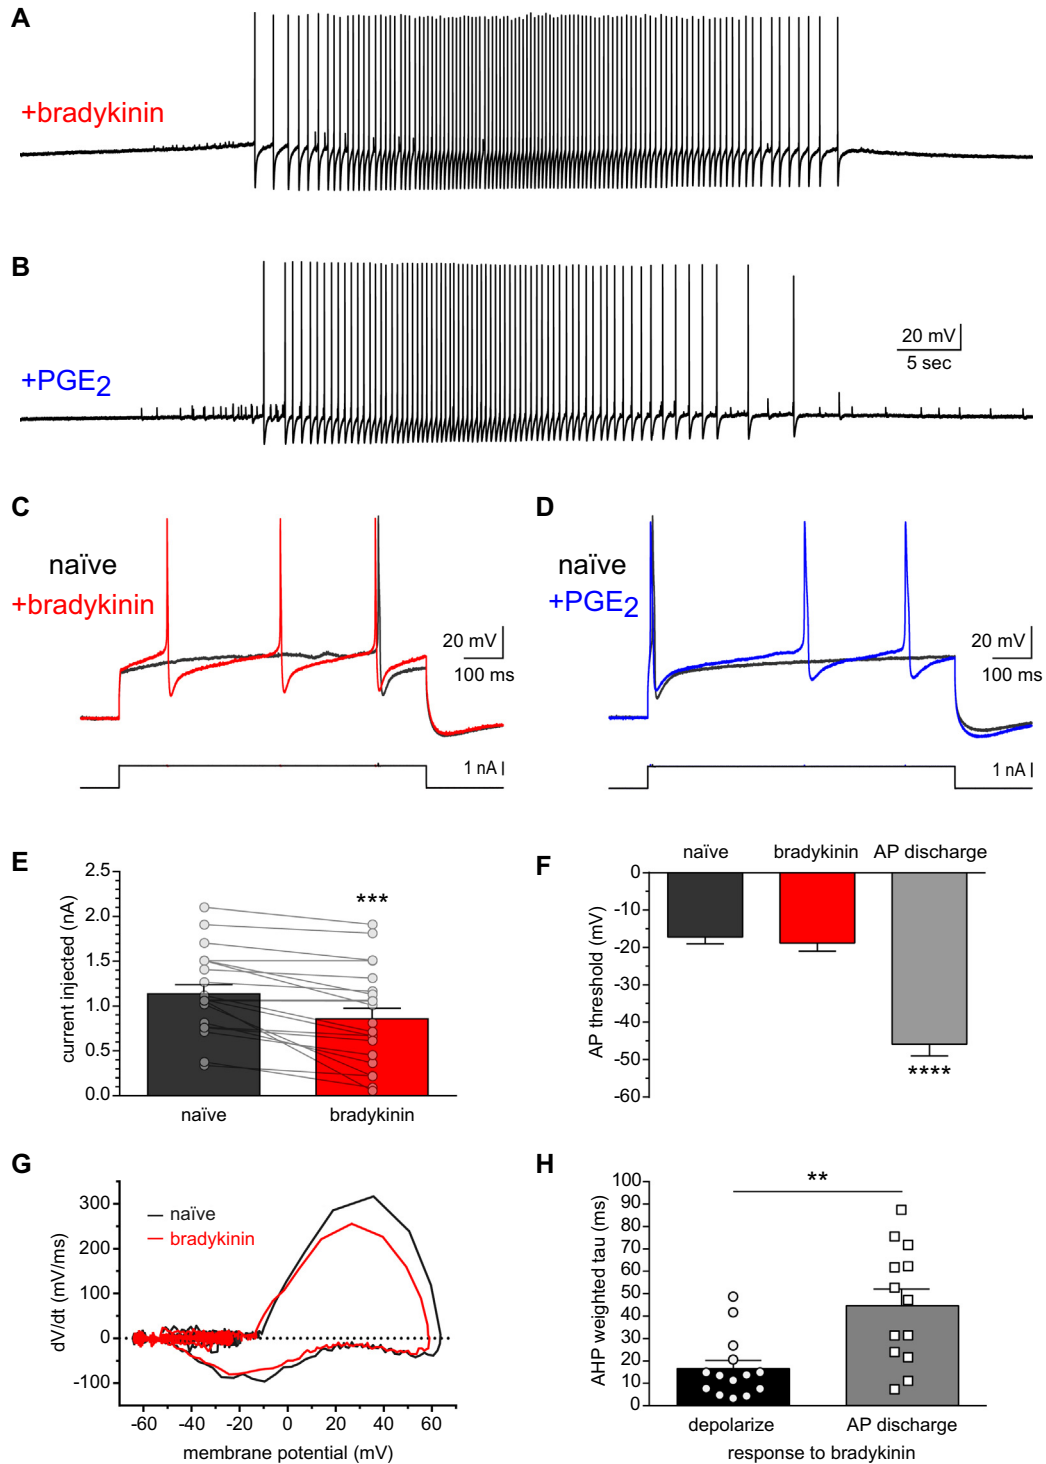 A
+bradykinin
B
+PGE2
20 mV
5 sec
C
naïve
+bradykinin
20 mV
100 ms
1 nA
D
naïve
+PGE2
20 mV
100 ms
1 nA
E
current injected (nA)
2.5
2.0
1.5
1.0
0.5
0.0
***
naïve
bradykinin
F
naïve
bradykinin
AP discharge
AP threshold (mV)
0
-10
-20
-30
-40
-50
-60
****
G
dV/dt (mV/ms)
300
200
100
0
-100
naïve
bradykinin
-60
-40
-20
0
20
40
60
membrane potential (mV)
H
AHP weighted tau (ms)
100
90
80
70
60
50
40
30
20
10
0
**
depolarize
AP discharge
response to bradykinin